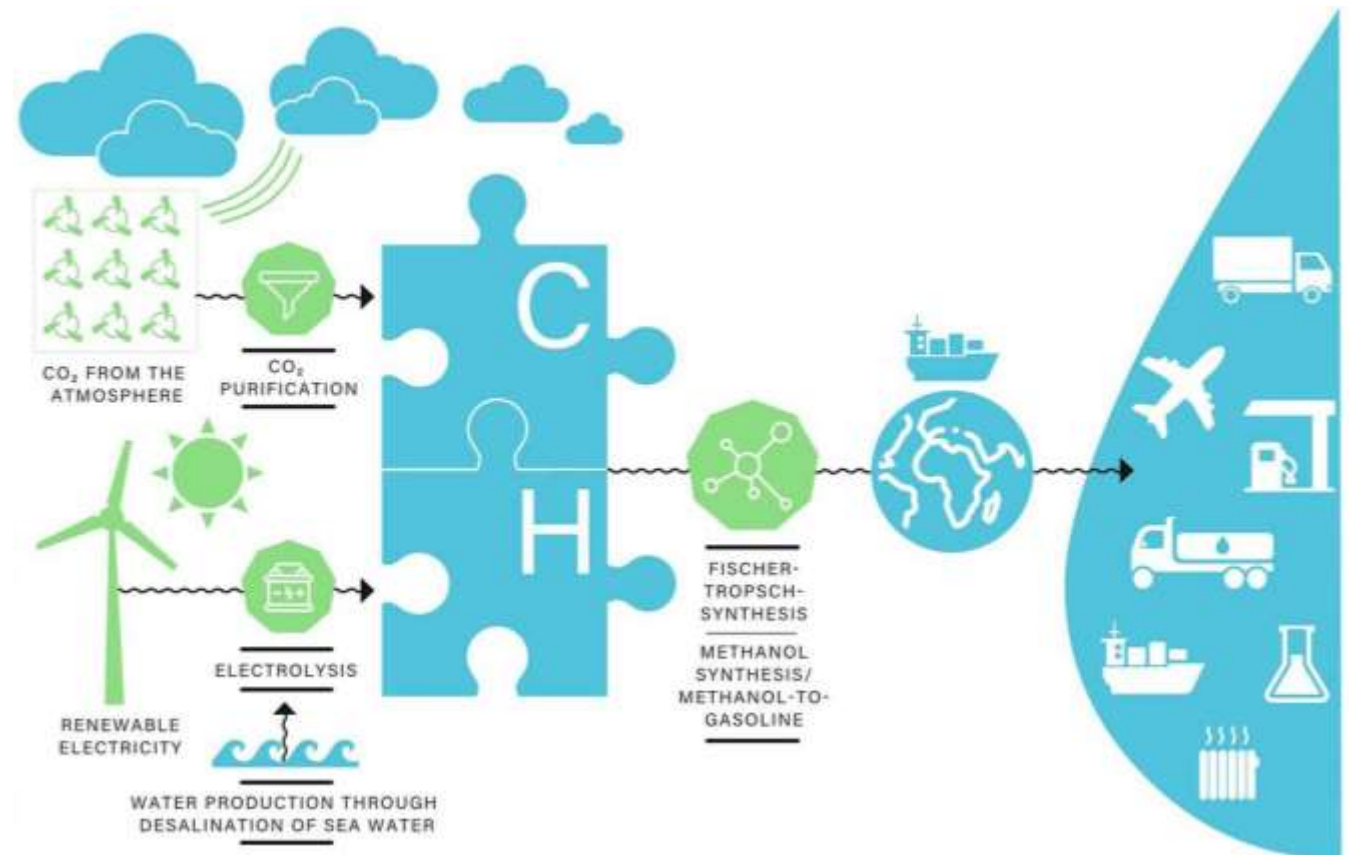 CO₂ FROM THE
ATMOSPHERE
CO₂
PURIFICATION
C
H
RENEWABLE
ELECTRICITY
ELECTROLYSIS
WATER PRODUCTION THROUGH
DESALINATION OF SEA WATER
FISCHER-
TROPSCH-
SYNTHESIS
METHANOL
SYNTHESIS/
METHANOL-TO-
GASOLINE